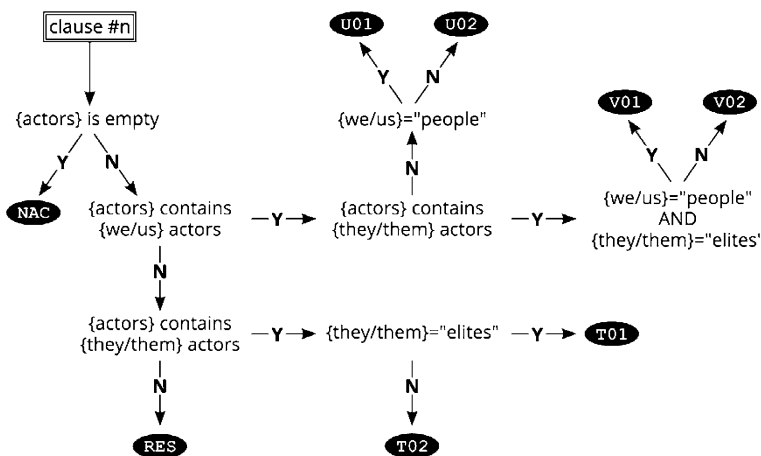 clause #n
U01
U02
Y
N
{actors} is empty
{we/us}="people"
V01
V02
Y
N
N
Y
N
NAC
{actors} contains
{we/us} actors
Y
{actors} contains
{they/them} actors
Y
{we/us}="people"
AND
{they/them}="elites"
N
{actors} contains
{they/them} actors
Y
{they/them}="elites"
Y
T01
N
N
RES
T02